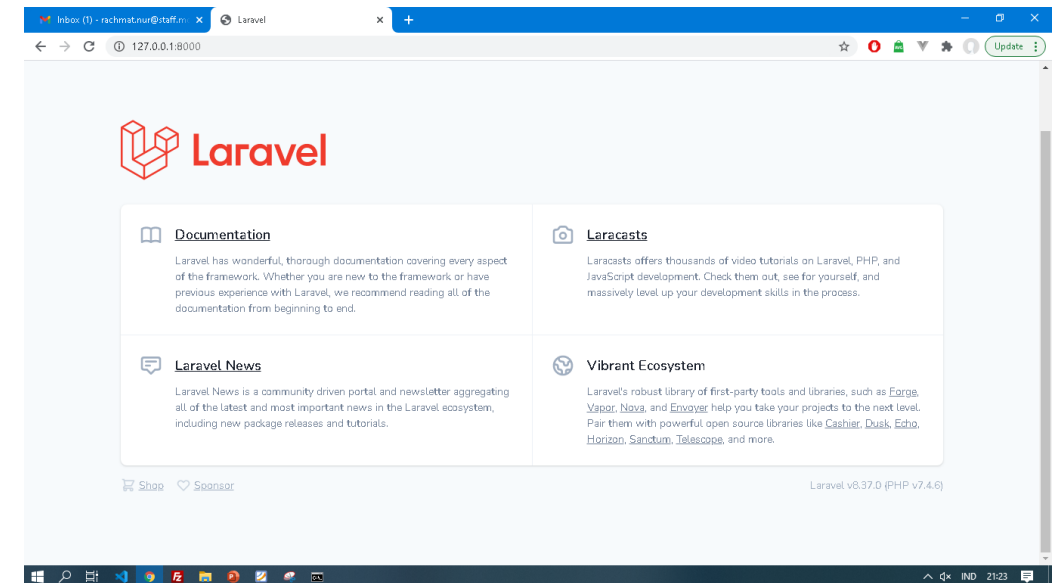 Inbox (1) - rachmat.nur@staff.m
Laravel
127.0.0.1:8000
Update
Laravel
Documentation
Laravel has wonderful, thorough documentation covering every aspect
of the framework. Whether you are new to the framework or have
previous experience with Laravel, we recommend reading all of the
documentation from beginning to end.
Laracasts
Laracasts offers thousands of video tutorials on Laravel, PHP, and
JavaScript development. Check them out, see for yourself, and
massively level up your development skills in the process.
Laravel News
Laravel News is a community driven portal and newsletter aggregating
all of the latest and most important news in the Laravel ecosystem,
including new package releases and tutorials.
Vibrant Ecosystem
Laravel's robust library of first-party tools and libraries, such as Forge,
Vapor, Nova, and Envoyer help you take your projects to the next level.
Pair them with powerful open source libraries like Cashier, Dusk, Echo,
Horizon, Sanctum, Telescope, and more.
Shop
Sponsor
Laravel v8.37.0 (PHP v7.4.6)
IND
21:23